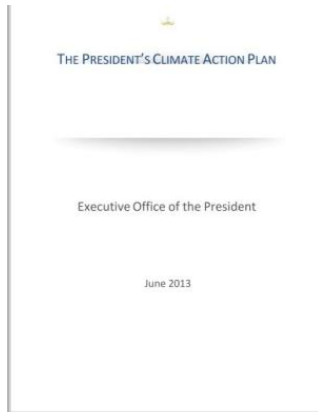 THE PRESIDENT'S CLIMATE ACTION PLAN
Executive Office of the President
June 2013